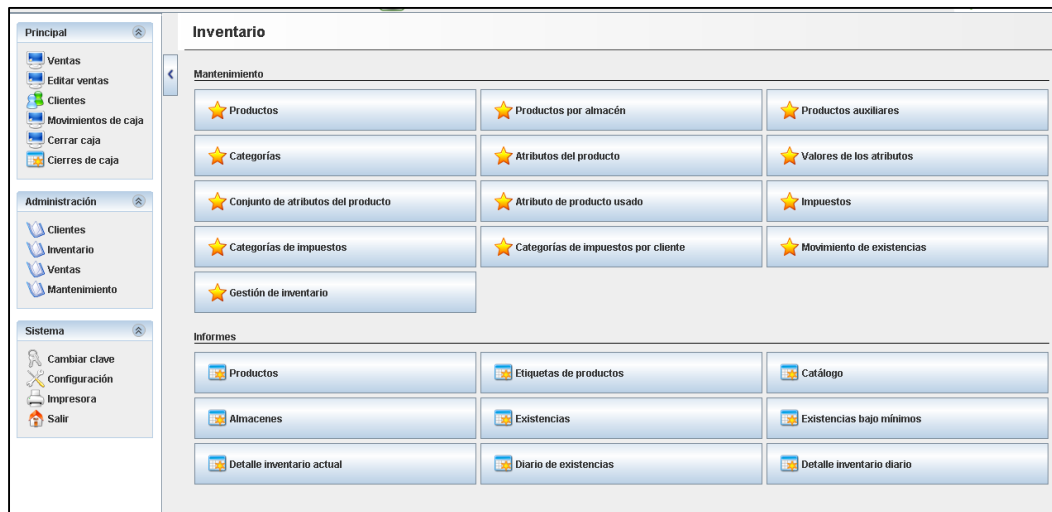 Principal
Ventas
Editar ventas
Clientes
Movimientos de caja
Cerrar caja
Cierres de caja
Administración
Clientes
Inventario
Ventas
Mantenimiento
Sistema
Cambiar clave
Configuración
Impresora
Salir
Inventario
Mantenimiento
Productos
Productos por almacén
Productos auxiliares
Categorías
Atributos del producto
Valores de los atributos
Conjunto de atributos del producto
Atributo de producto usado
Impuestos
Categorías de impuestos
Categorías de impuestos por cliente
Movimiento de existencias
Gestión de inventario
Informes
Productos
Etiquetas de productos
Catálogo
Almacenes
Existencias
Existencias bajo mínimos
Detalle inventario actual
Diario de existencias
Detalle inventario diario